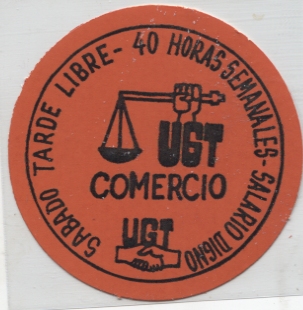 SABADO TARDE LIBRE - 40 HORAS SEMANALES - SALARIO DIGNO
UGT
COMERCIO
UGT